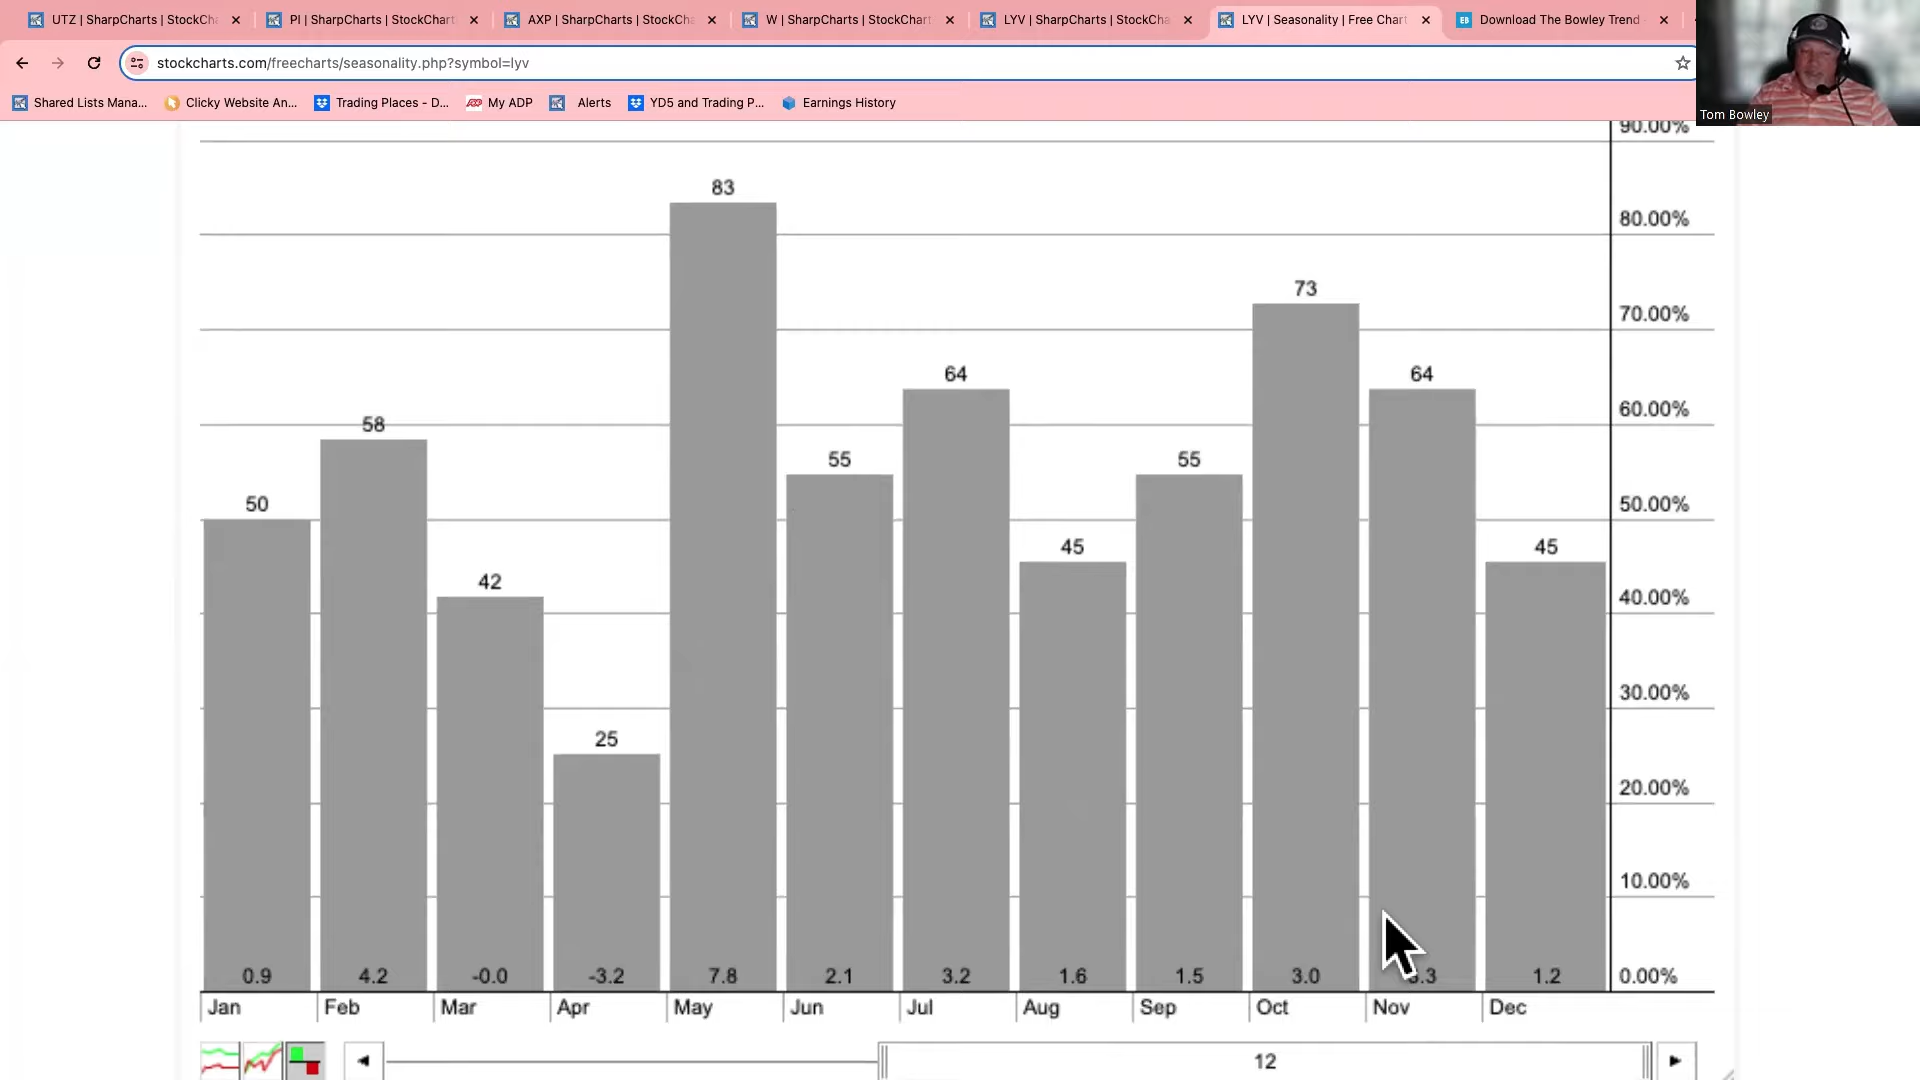 UTZ | SharpCharts | StockCha
PI | SharpCharts | StockChart
AXP | SharpCharts | StockCha
W | SharpCharts | StockChart
LYV | SharpCharts | StockCha
LYV | Seasonality | Free Chart
EB Download The Bowley Trend
stockcharts.com/freecharts/seasonality.php?symbol=lyv
Shared Lists Mana...
Clicky Website An...
Trading Places - D...
ADP My ADP
Alerts
YD5 and Trading P...
Earnings History
Tom Bowley
90.00%
83
80.00%
73
70.00%
64
64
60.00%
58
55
55
50
50.00%
45
45
42
40.00%
30.00%
25
20.00%
10.00%
0.9 4.2 -0.0 -3.2 7.8 2.1 3.2 1.6 1.5 3.0 1.2 0.00%
Jan Feb Mar Apr May Jun Jul Aug Sep Oct Nov Dec
12